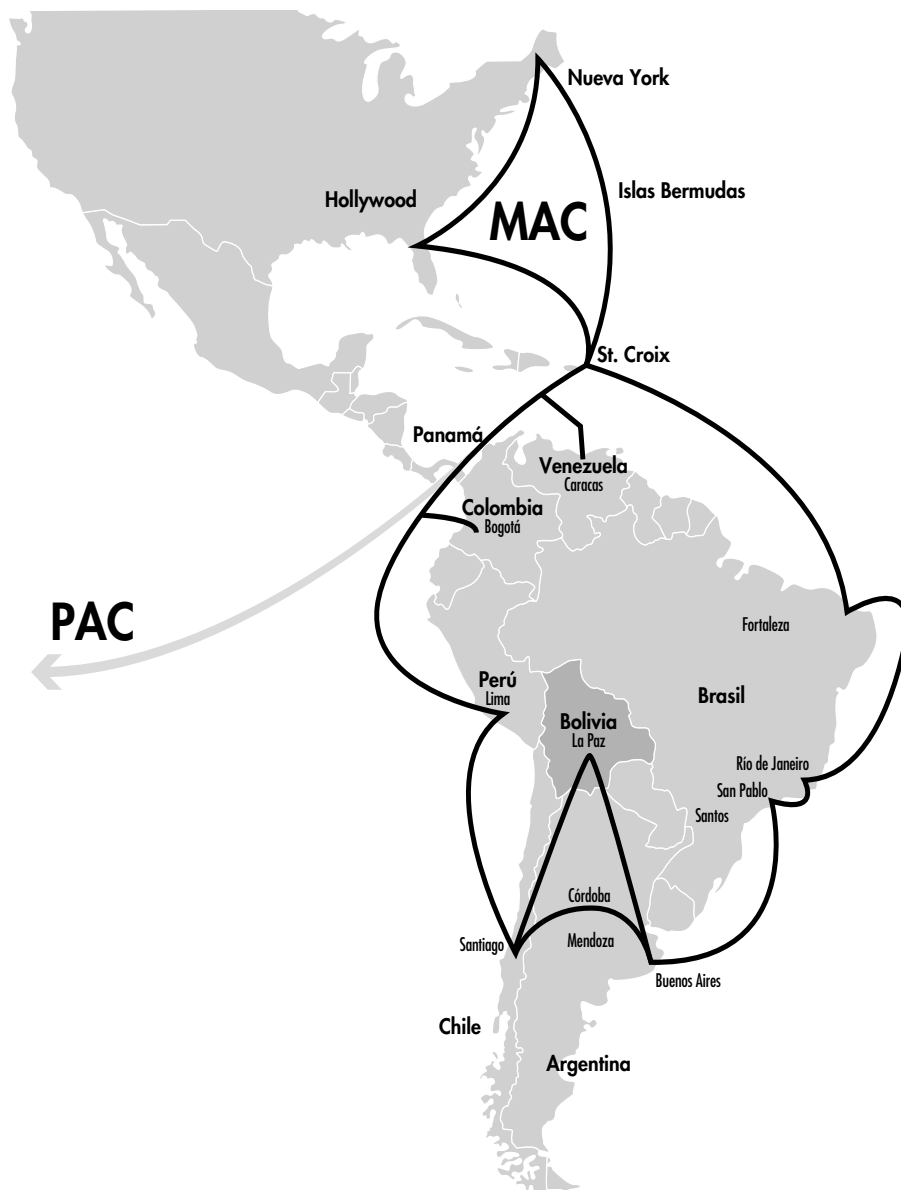 Nueva York
Hollywood
Islas Bermudas
MAC
St. Croix
Panamá
Venezuela
Caracas
Colombia
Bogotá
PAC
Fortaleza
Perú
Lima
Brasil
Bolivia
La Paz
Río de Janeiro
San Pablo
Santos
Córdoba
Santiago
Mendoza
Buenos Aires
Chile
Argentina